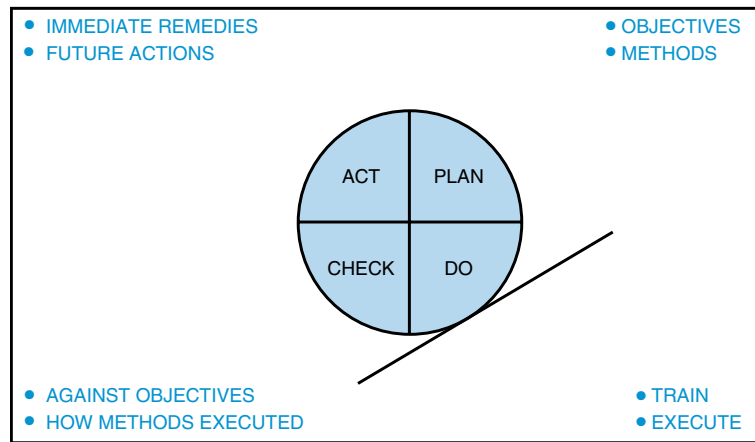 • IMMEDIATE REMEDIES
• FUTURE ACTIONS
• OBJECTIVES
• METHODS
ACT
PLAN
CHECK
DO
• AGAINST OBJECTIVES
• HOW METHODS EXECUTED
• TRAIN
• EXECUTE